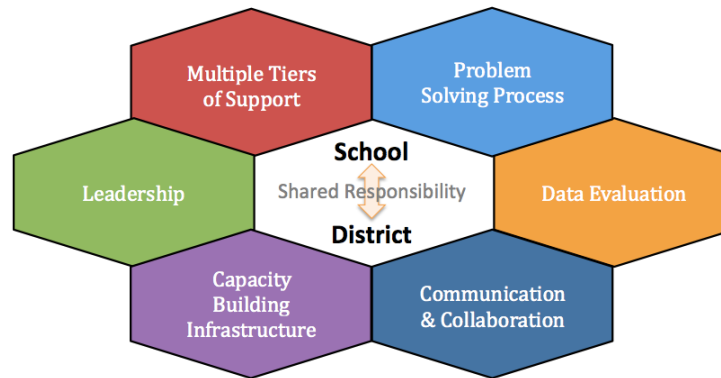 Multiple Tiers
of Support
Problem
Solving Process
Leadership
School
Shared Responsibility
District
Data Evaluation
Capacity
Building
Infrastructure
Communication
& Collaboration